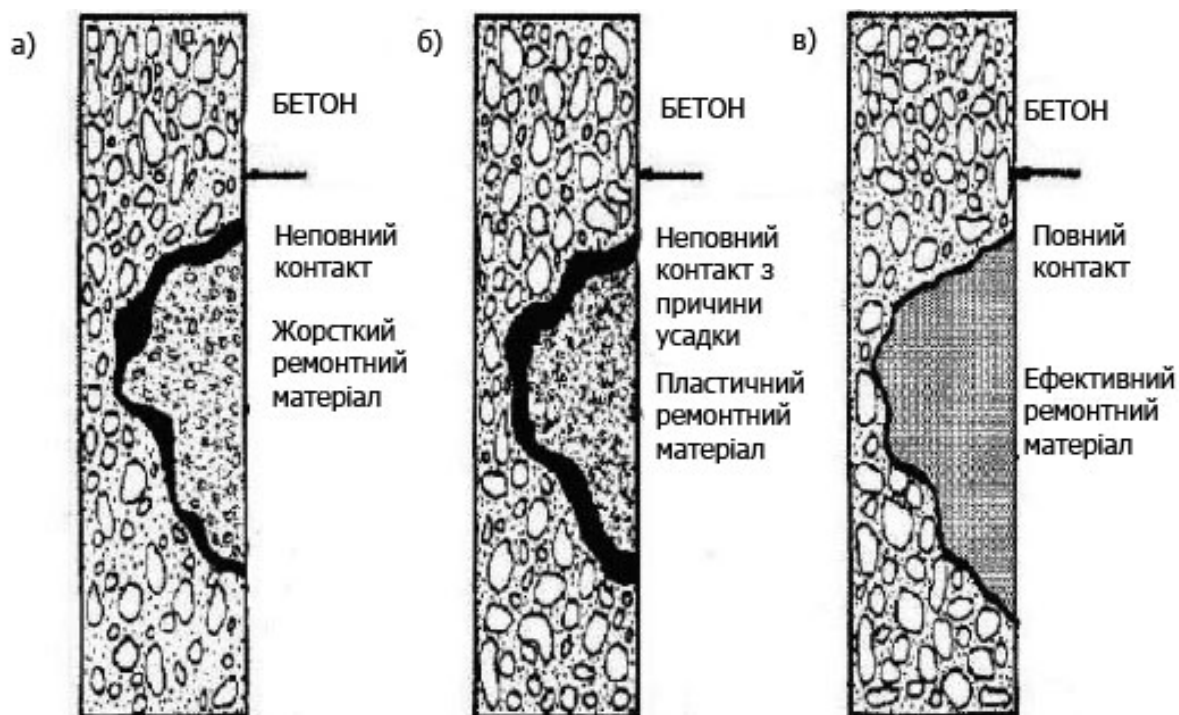 а)
БЕТОН
Неповний
контакт
Жорсткий
ремонтний
матеріал
б)
БЕТОН
Неповний
контакт з
причини
усадки
Пластичний
ремонтний
матеріал
в)
БЕТОН
Повний
контакт
Ефективний
ремонтний
матеріал